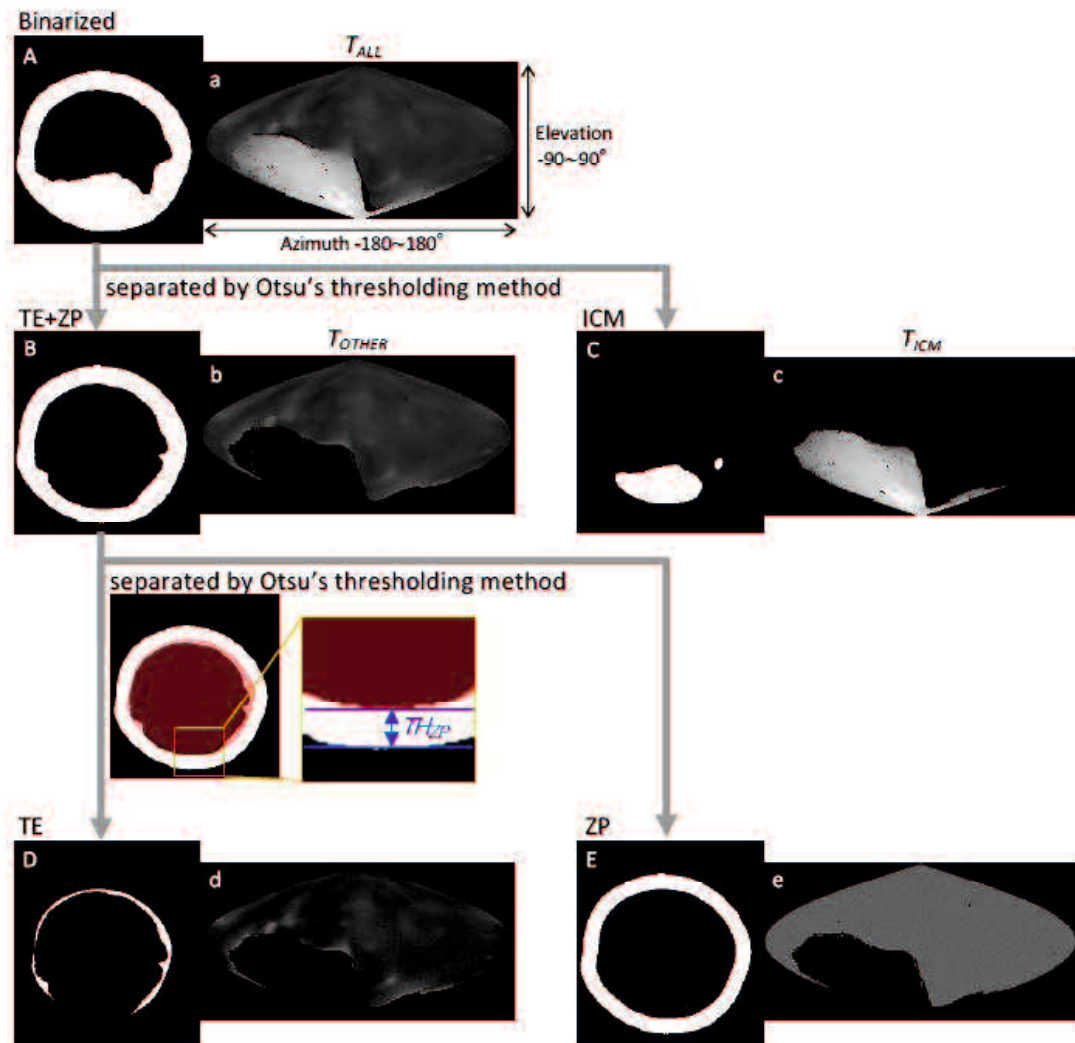 Binarized
T_ALL
A
a
Elevation
-90~90°
Azimuth -180~180°
separated by Otsu's thresholding method
TE+ZP
ICM
T_OTHER
T_ICM
B
b
C
c
separated by Otsu's thresholding method
TH_ZP
TE
ZP
D
d
E
e